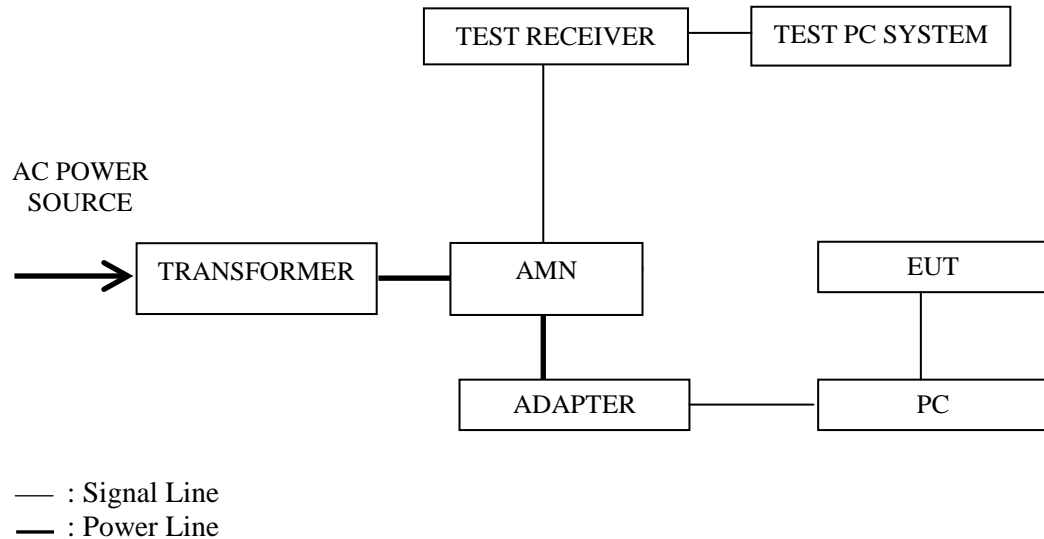 TEST RECEIVER
TEST PC SYSTEM
AC POWER
SOURCE
TRANSFORMER
AMN
EUT
ADAPTER
PC
: Signal Line
: Power Line